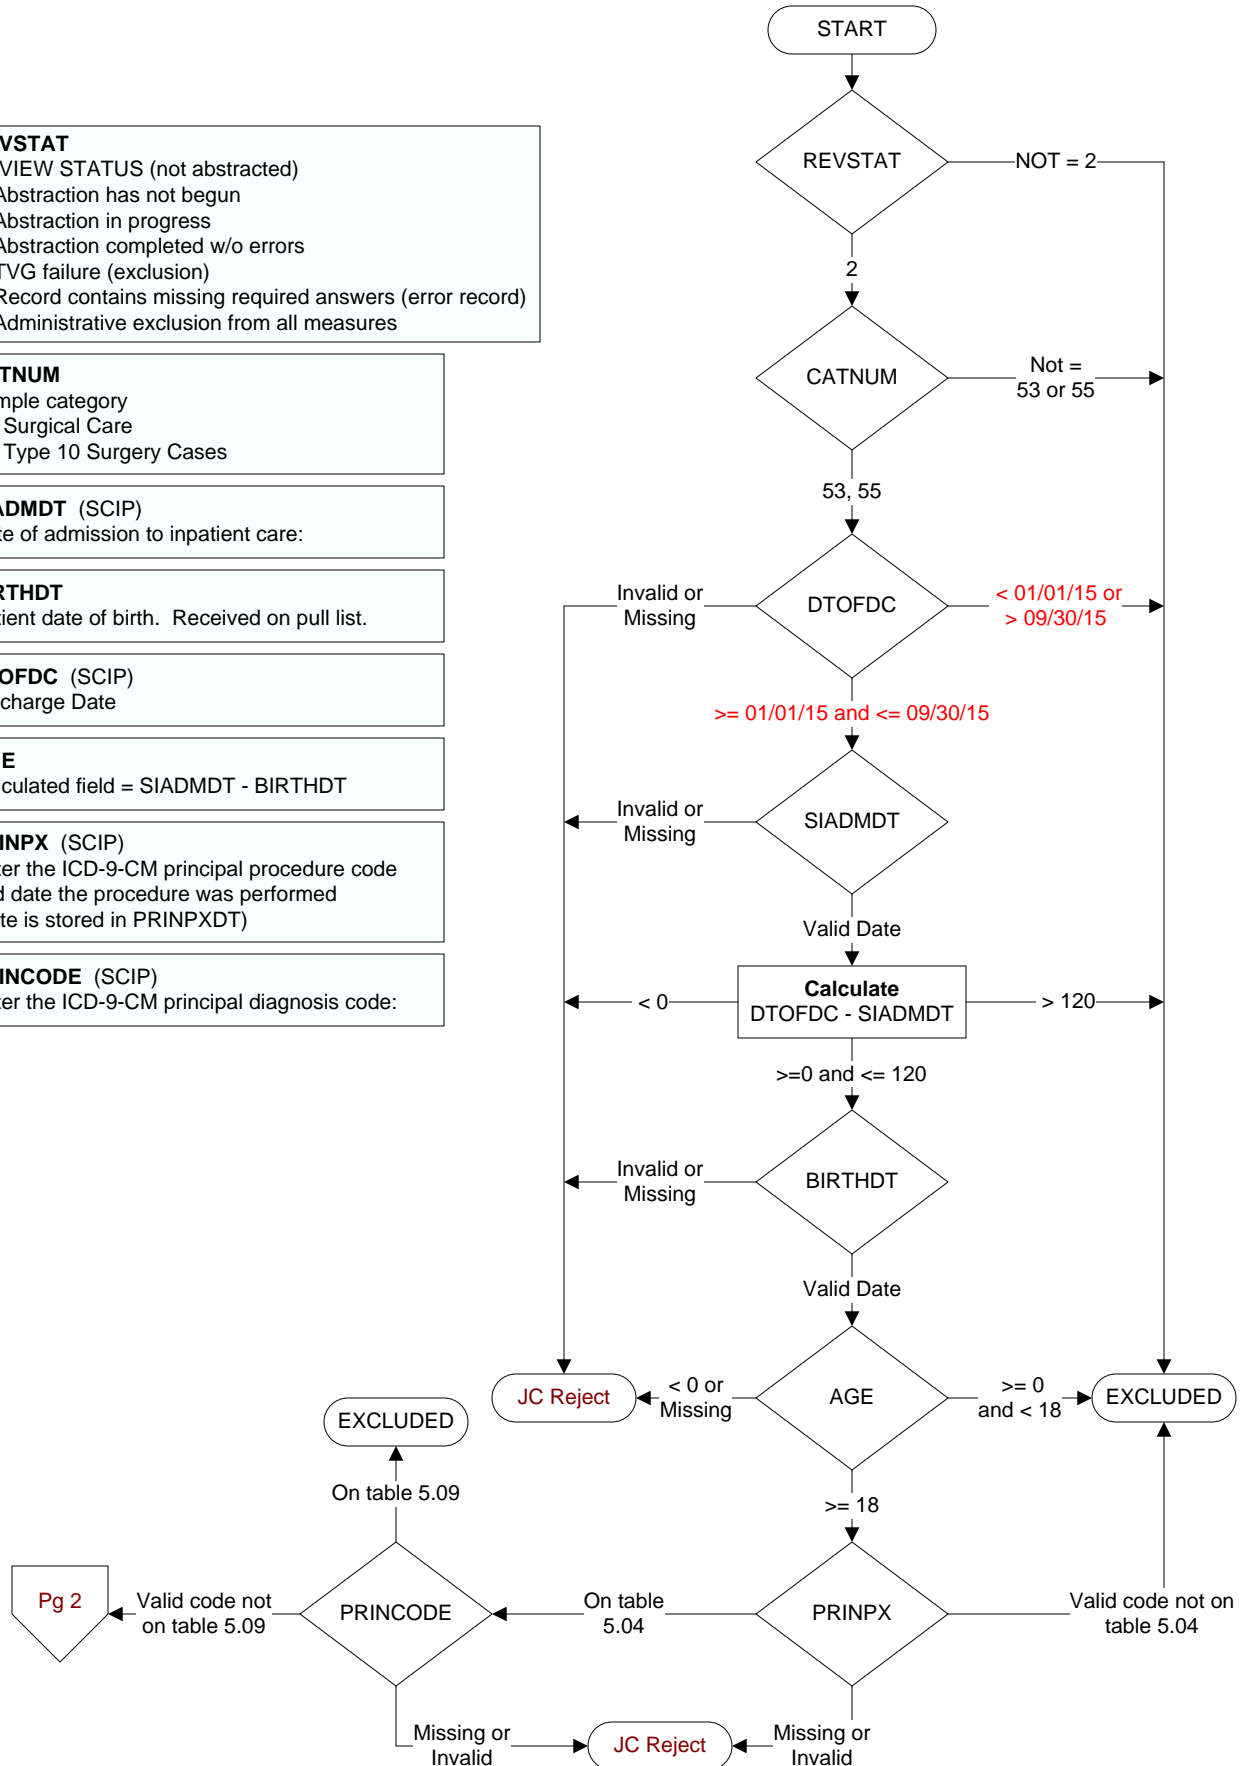 START
REVSTAT
NOT = 2
2
VSTAT
VIEW STATUS (not abstracted)
Abstraction has not begun
Abstraction in progress
Abstraction completed w/o errors
TVG failure (exclusion)
Record contains missing required answers (error record)
Administrative exclusion from all measures
TNUM
mple category
Surgical Care
Type 10 Surgery Cases
ADMDT (SCIP)
te of admission to inpatient care:
RTHDT
tient date of birth.  Received on pull list.
OFDC (SCIP)
charge Date
E
culated field = SIADMDT - BIRTHDT
INPX (SCIP)
ter the ICD-9-CM principal procedure code
d date the procedure was performed
te is stored in PRINPXDT)
INCODE (SCIP)
ter the ICD-9-CM principal diagnosis code:
CATNUM
Not =
53 or 55
53, 55
Invalid or
Missing
DTOFDC
< 01/01/15 or
> 09/30/15
>= 01/01/15 and <= 09/30/15
Invalid or
Missing
SIADMDT
Valid Date
< 0
Calculate
DTOFDC - SIADMDT
> 120
>=0 and <= 120
Invalid or
Missing
BIRTHDT
Valid Date
JC Reject
< 0 or
Missing
AGE
>= 0
and < 18
EXCLUDED
EXCLUDED
On table 5.09
>= 18
Pg 2
Valid code not
on table 5.09
PRINCODE
On table
5.04
PRINPX
Valid code not on
table 5.04
Missing or
Invalid
JC Reject
Missing or
Invalid